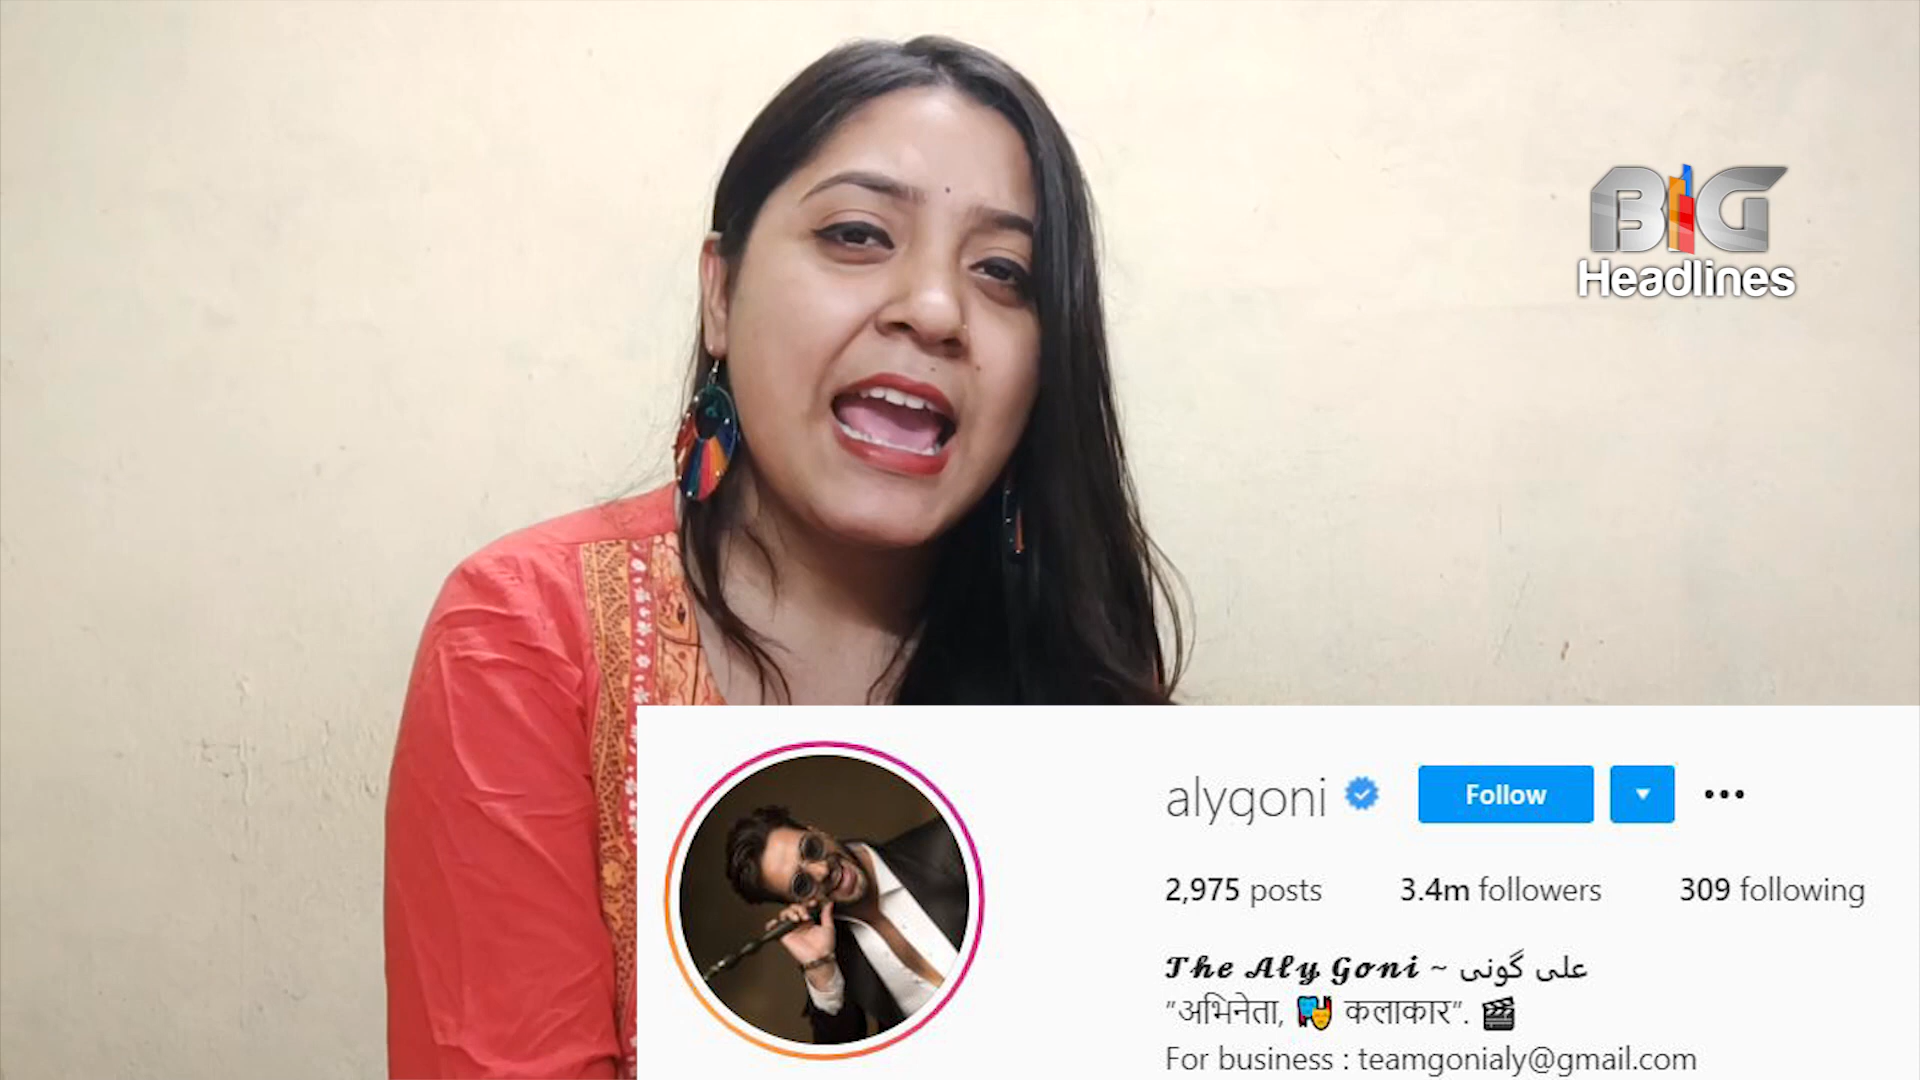 BIG
Headlines
alygoni Follow
2,975 posts 3.4m followers 309 following
𝓣𝓱𝓮 𝓐𝓵𝔂 𝓖𝓸𝓷𝓲 ~ علی گونی
"अभिनेता, 🎭 कलाकार". 🎬
For business : teamgonialy@gmail.com